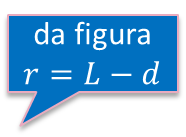 da figura
r = L − d